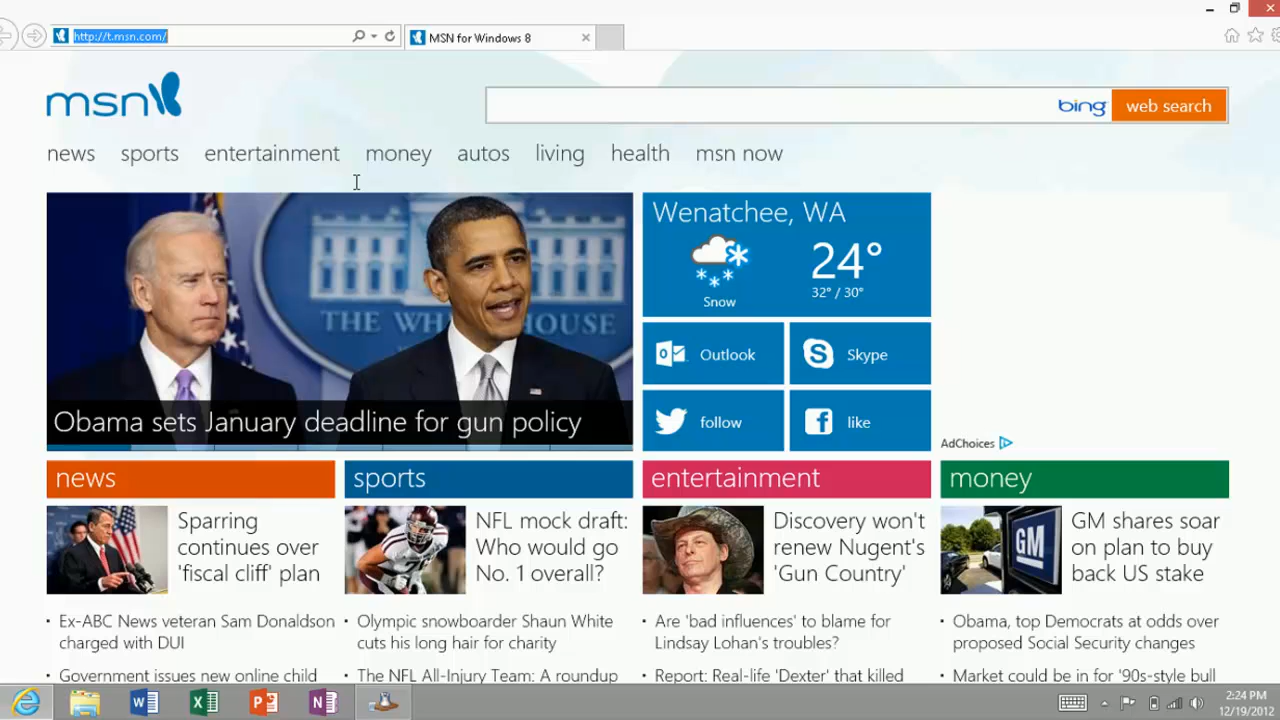 http://t.msn.com/
MSN for Windows 8
msn
bing
web search
news sports entertainment money autos living health msn now
THE WHITE HOUSE
Obama sets January deadline for gun policy
Wenatchee, WA
24°
32° / 30°
Snow
Outlook
Skype
follow
like
AdChoices
news
Sparring
continues over
'fiscal cliff' plan
Ex-ABC News veteran Sam Donaldson
charged with DUI
Government issues new online child
sports
NFL mock draft:
Who would go
No. 1 overall?
Olympic snowboarder Shaun White
cuts his long hair for charity
The NFL All-Injury Team: A roundup
entertainment
Discovery won't
renew Nugent's
'Gun Country'
Are 'bad influences' to blame for
Lindsay Lohan's troubles?
Report: Real-life 'Dexter' that killed
money
GM
GM shares soar
on plan to buy
back US stake
Obama, top Democrats at odds over
proposed Social Security changes
Market could be in for '90s-style bull
2:24 PM
12/19/2012